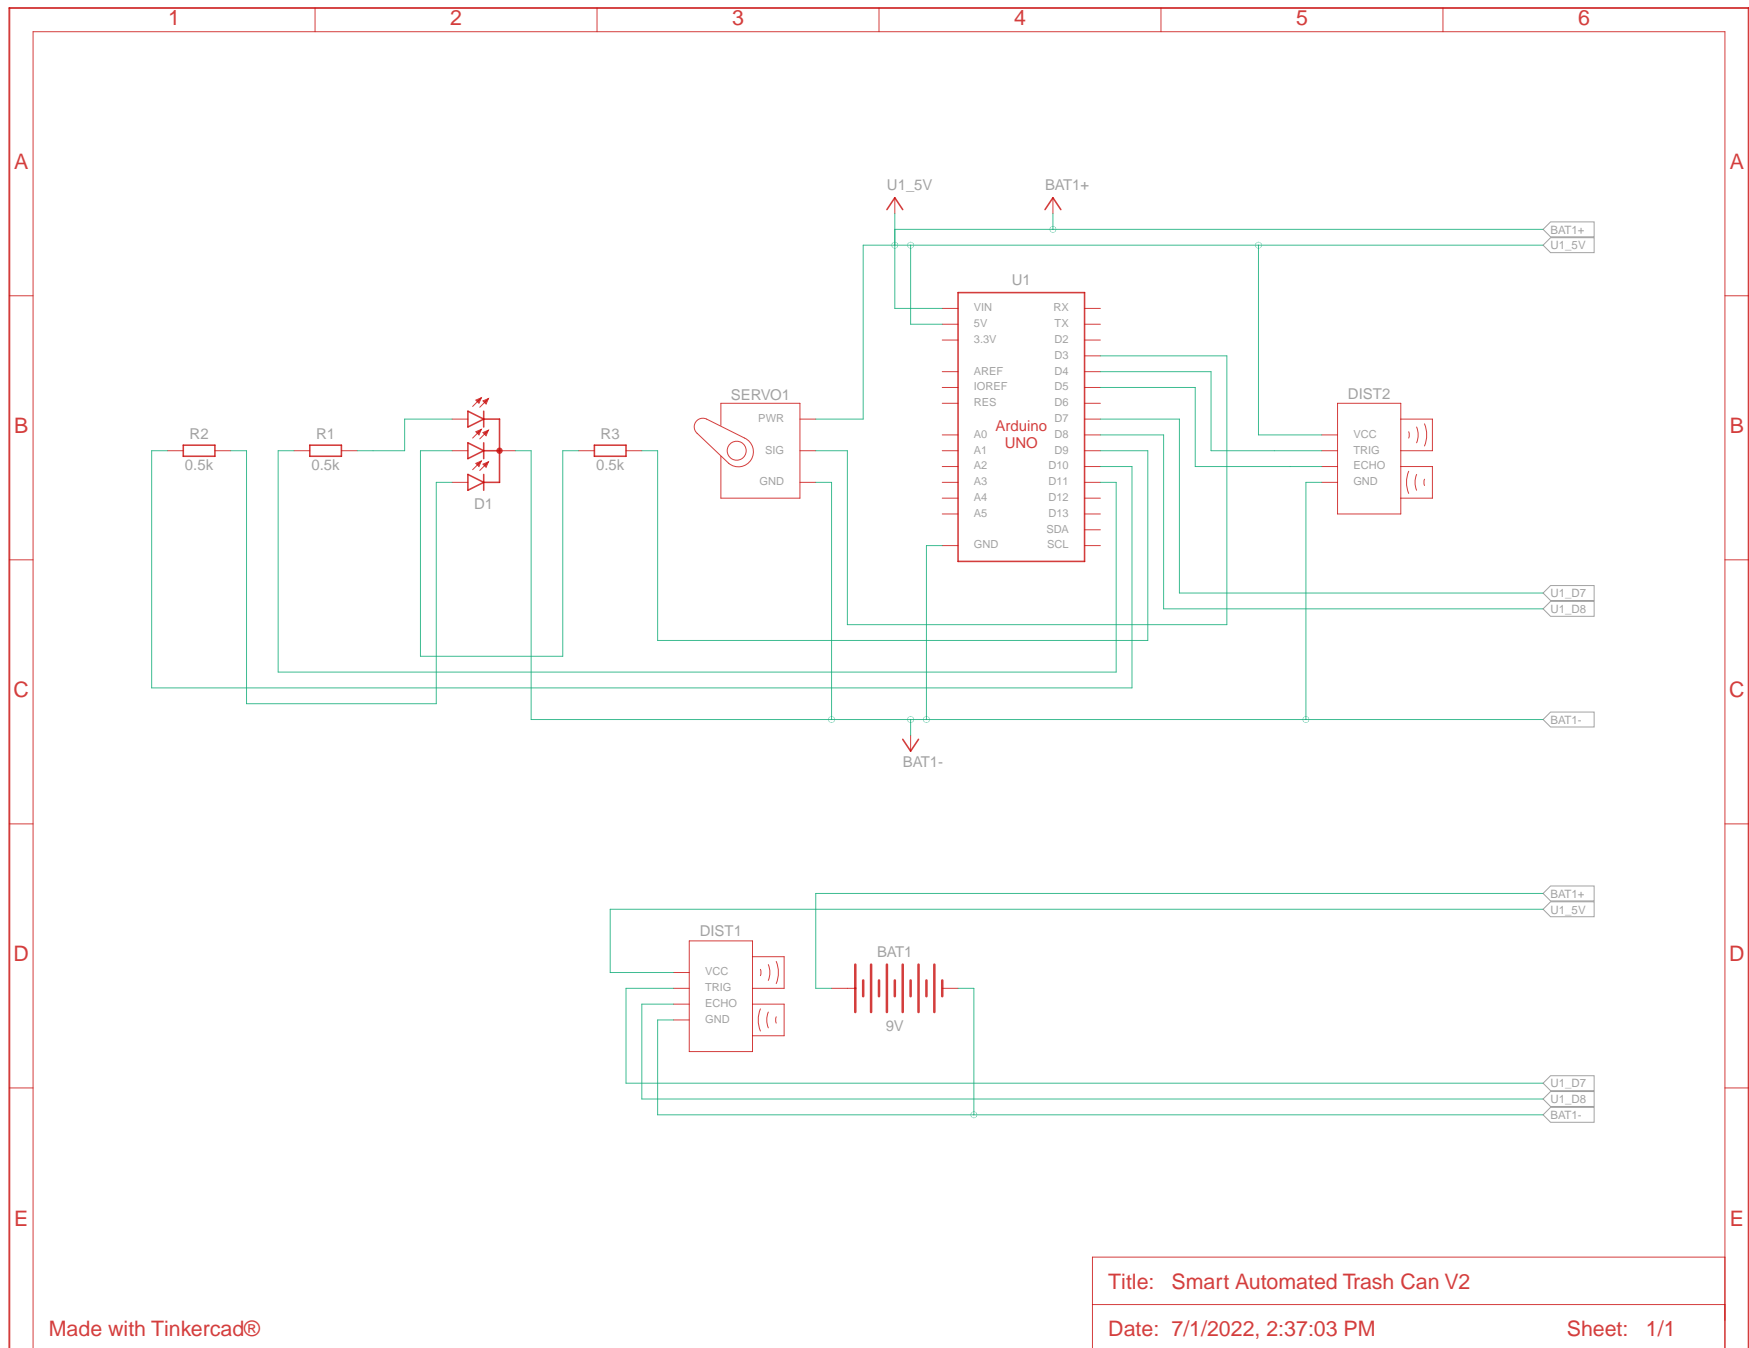 1 2 3 4 5 6
A A
U1_5V BAT1+
BAT1+
U1_5V
U1
VIN RX
5V TX
3.3V D2
D3
AREF D4
IOREF D5
RES D6
D7
A0 D8
A1 D9
A2 D10
A3 D11
A4 D12
A5 D13
SDA
GND SCL
Arduino
UNO
B B
R2
0.5k
R1
0.5k
D1
R3
0.5k
SERVO1
PWR
SIG
GND
DIST2
VCC
TRIG
ECHO
GND
U1_D7
U1_D8
C C
BAT1-
BAT1-
BAT1+
U1_5V
D D
DIST1
VCC
TRIG
ECHO
GND
BAT1
9V
U1_D7
U1_D8
BAT1-
E E
Title: Smart Automated Trash Can V2
Made with Tinkercad®
Date: 7/1/2022, 2:37:03 PM Sheet: 1/1